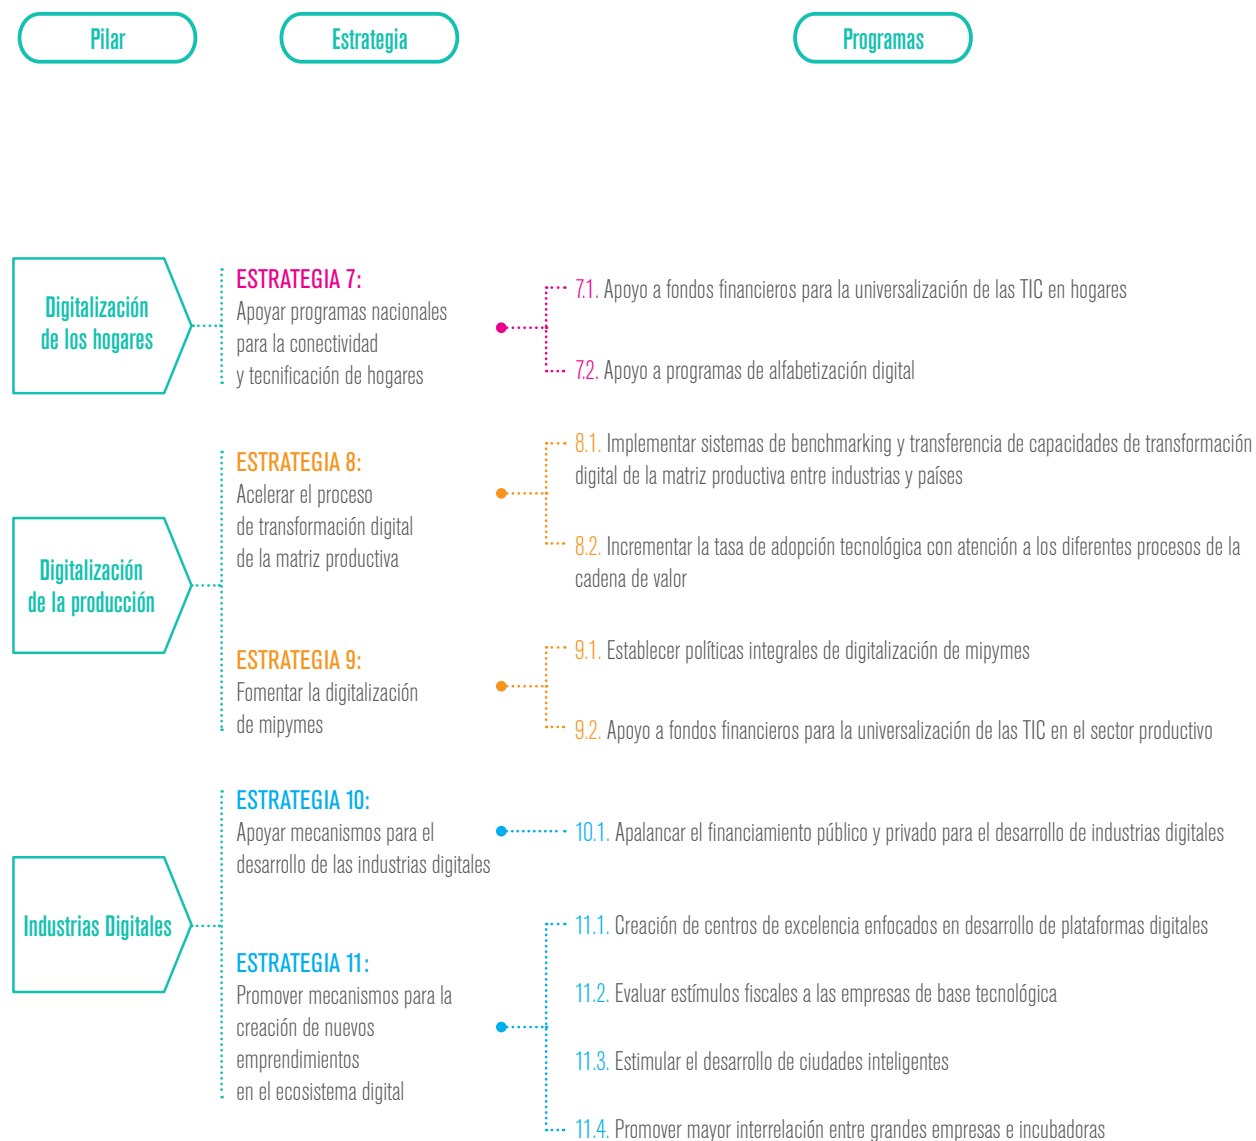 Pilar
Estrategia
Programas
Digitalización
de los hogares
ESTRATEGIA 7:
Apoyar programas nacionales
para la conectividad
y tecnificación de hogares
7.1. Apoyo a fondos financieros para la universalización de las TIC en hogares
7.2. Apoyo a programas de alfabetización digital
Digitalización
de la producción
ESTRATEGIA 8:
Acelerar el proceso
de transformación digital
de la matriz productiva
8.1. Implementar sistemas de benchmarking y transferencia de capacidades de transformación
digital de la matriz productiva entre industrias y países
8.2. Incrementar la tasa de adopción tecnológica con atención a los diferentes procesos de la
cadena de valor
ESTRATEGIA 9:
Fomentar la digitalización
de mipymes
9.1. Establecer políticas integrales de digitalización de mipymes
9.2. Apoyo a fondos financieros para la universalización de las TIC en el sector productivo
Industrias Digitales
ESTRATEGIA 10:
Apoyar mecanismos para el
desarrollo de las industrias digitales
10.1. Apalancar el financiamiento público y privado para el desarrollo de industrias digitales
ESTRATEGIA 11:
Promover mecanismos para la
creación de nuevos
emprendimientos
en el ecosistema digital
11.1. Creación de centros de excelencia enfocados en desarrollo de plataformas digitales
11.2. Evaluar estímulos fiscales a las empresas de base tecnológica
11.3. Estimular el desarrollo de ciudades inteligentes
11.4. Promover mayor interrelación entre grandes empresas e incubadoras